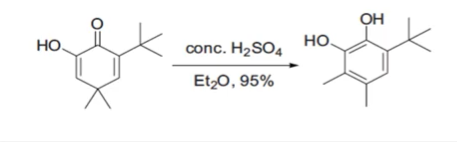 O
HO
conc. H₂SO₄
Et₂O, 95%
OH
HO